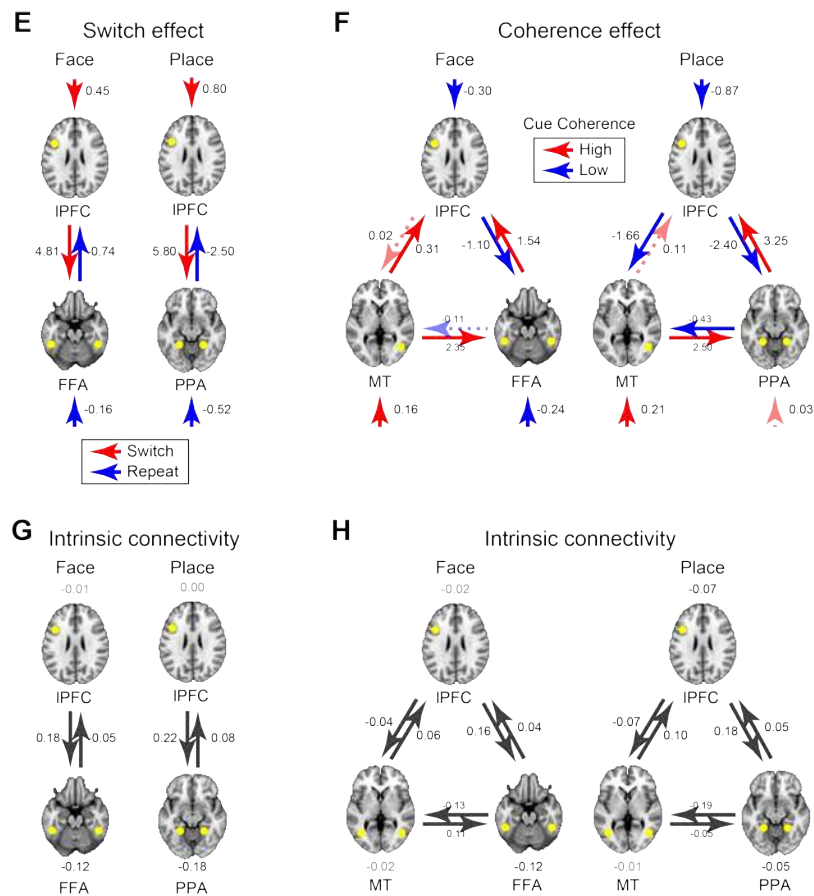 E Switch effect
Face Place
0.45 0.80
lPFC lPFC
4.81 -0.74 5.80 -2.50
FFA PPA
-0.16 -0.52
Switch
Repeat
F Coherence effect
Face Place
-0.30 -0.87
Cue Coherence
High
Low
lPFC lPFC
0.02 0.31 -1.10 1.54 -1.66 0.11 -2.40 3.25
-0.11 -0.43
2.35 2.50
MT FFA MT PPA
0.16 -0.24 0.21 0.03
G Intrinsic connectivity
Face Place
-0.01 0.00
lPFC lPFC
0.18 0.05 0.22 0.08
-0.12 -0.18
FFA PPA
H Intrinsic connectivity
Face Place
-0.02 -0.07
lPFC lPFC
-0.04 0.06 0.16 0.04 -0.07 0.10 0.18 0.05
-0.13 -0.19
0.11 -0.05
-0.02 -0.12 -0.01 -0.05
MT FFA MT PPA